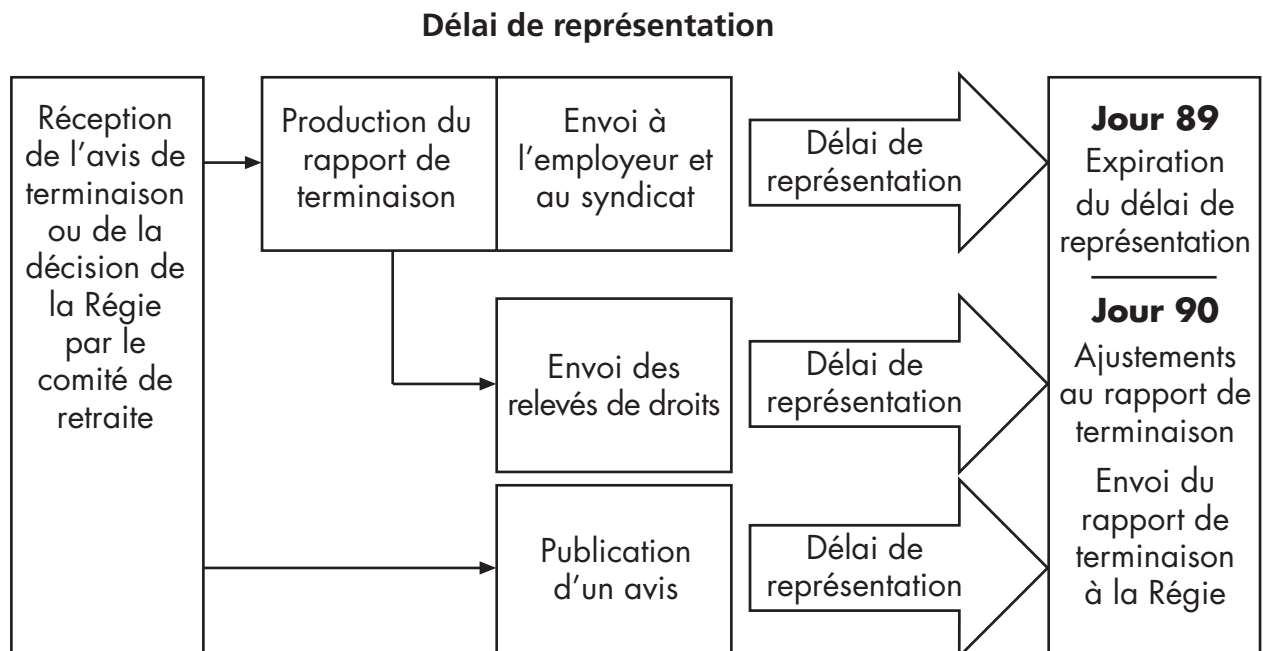 Délai de représentation
Réception
de l'avis de
terminaison
ou de la
décision de
la Régie
par le
comité de
retraite
Production du
rapport de
terminaison
Envoi à
l'employeur et
au syndicat
Délai de
représentation
Envoi des
relevés de droits
Délai de
représentation
Publication
d'un avis
Délai de
représentation
Jour 89
Expiration
du délai de
représentation
Jour 90
Ajustements
au rapport de
terminaison
Envoi du
rapport de
terminaison
à la Régie